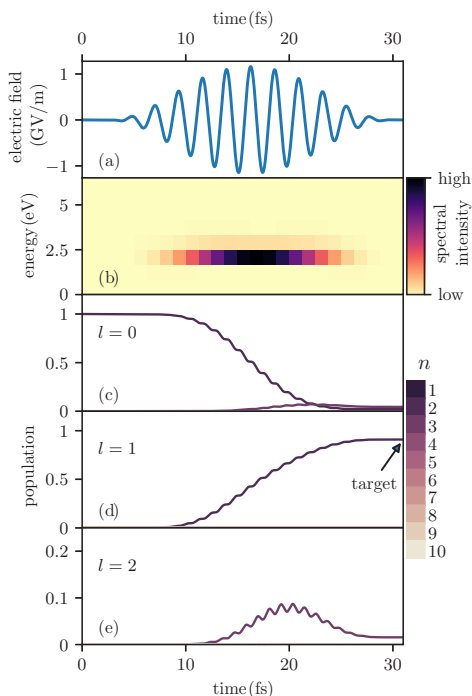 time (fs)
0 10 20 30
electric field
(GV/m)
1
0
−1
(a)
energy (eV)
5
2.5
0
(b)
high
spectral
intensity
low
1
0.5
0
l = 0
(c)
n
1
2
3
4
5
6
7
8
9
10
population
1
0.5
0
l = 1
target
(d)
0.2
0.1
0
l = 2
(e)
0 10 20 30
time (fs)